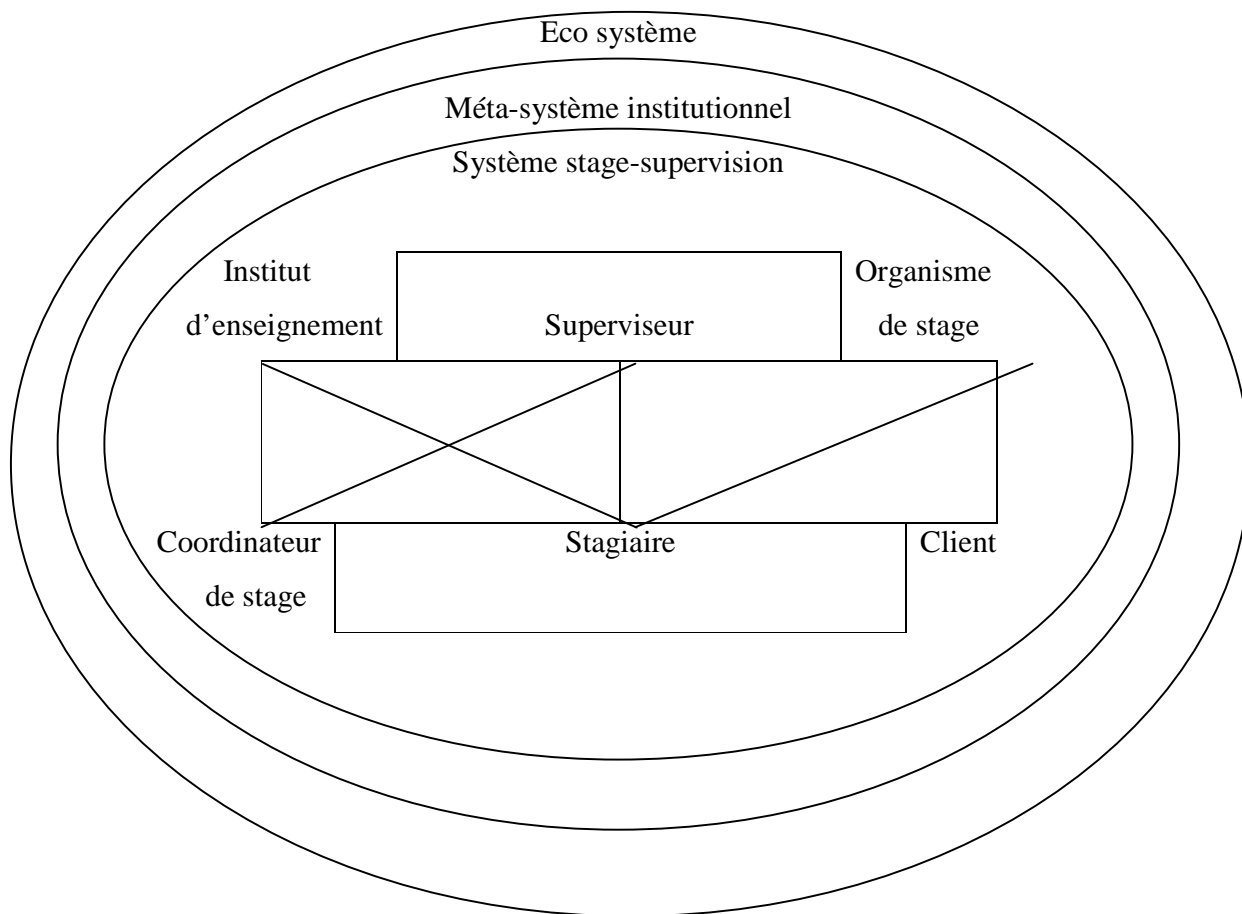 Eco système
Méta-système institutionnel
Système stage-supervision
Institut
d’enseignement
Superviseur
Organisme
de stage
Coordinateur
de stage
Stagiaire
Client